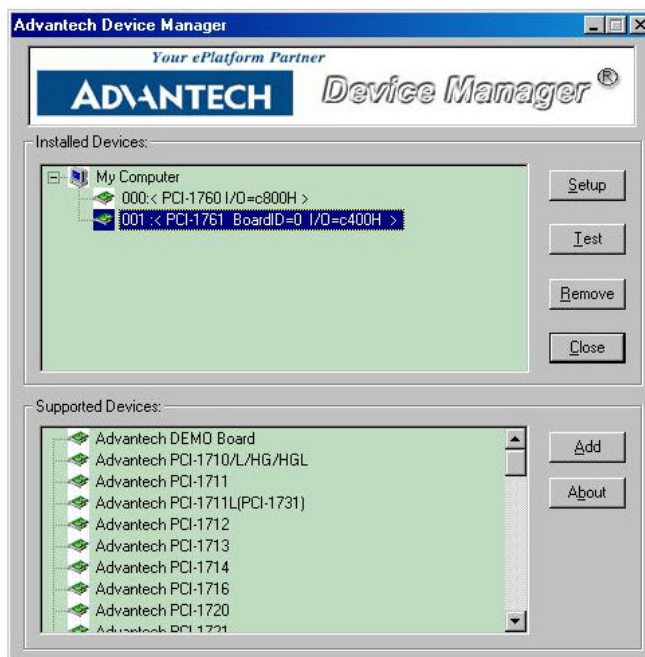 Advantech Device Manager
Your ePlatform Partner
ADVANTECH
Device Manager ®
Installed Devices:
My Computer
000:< PCI-1760 I/O=c800H >
001 :< PCI-1761 BoardID=0 I/O=c400H >
Setup
Test
Remove
Close
Supported Devices:
Advantech DEMO Board
Advantech PCI-1710/L/HG/HGL
Advantech PCI-1711
Advantech PCI-1711L(PCI-1731)
Advantech PCI-1712
Advantech PCI-1713
Advantech PCI-1714
Advantech PCI-1716
Advantech PCI-1720
Advantech PCI-1721
Add
About